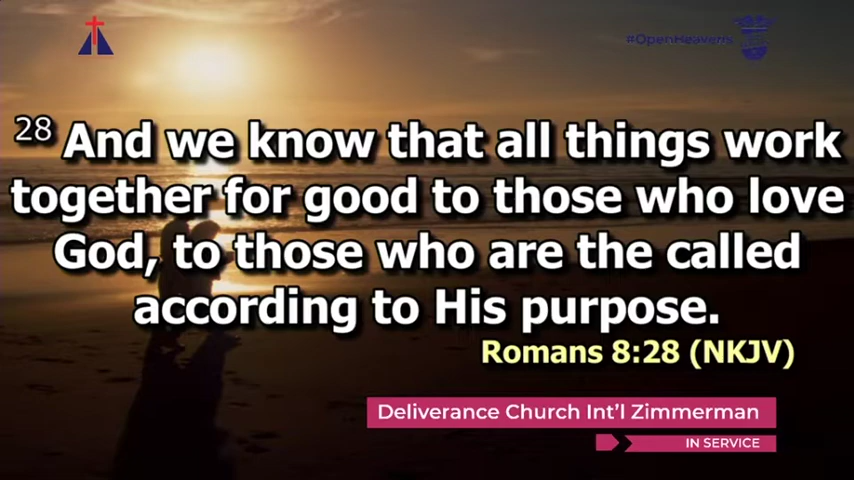 #OpenHeavens
28 And we know that all things work
together for good to those who love
God, to those who are the called
according to His purpose.
Romans 8:28 (NKJV)
Deliverance Church Int'l Zimmerman
IN SERVICE